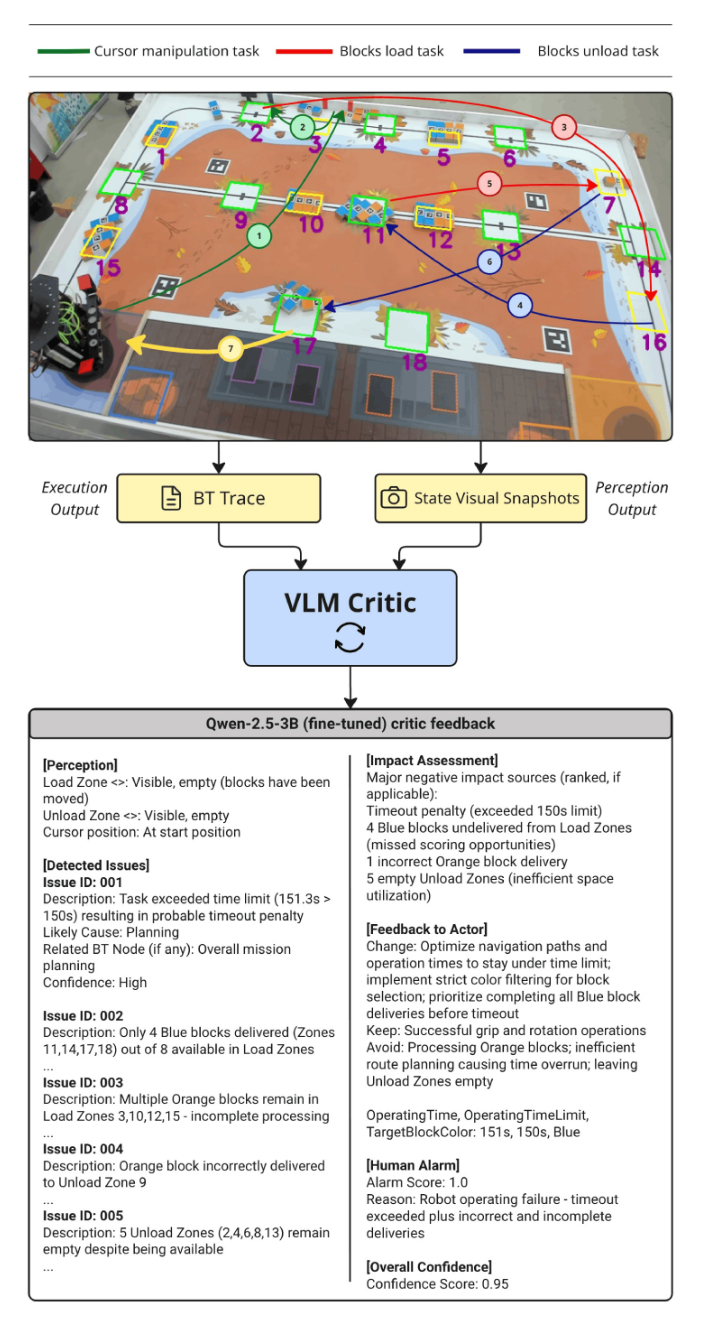 Cursor manipulation task Blocks load task Blocks unload task
2 3 4 5 6 7
1 2 3
8 9 10 11 12 13 14
15 16 17 18
1 2 3 4 5 6 7
Execution Output
BT Trace
State Visual Snapshots
Perception Output
VLM Critic
Qwen-2.5-3B (fine-tuned) critic feedback
[Perception]
Load Zone <>: Visible, empty (blocks have been
moved)
Unload Zone <>: Visible, empty
Cursor position: At start position
[Detected Issues]
Issue ID: 001
Description: Task exceeded time limit (151.3s >
150s) resulting in probable timeout penalty
Likely Cause: Planning
Related BT Node (if any): Overall mission
planning
Confidence: High
Issue ID: 002
Description: Only 4 Blue blocks delivered (Zones
11,14,17,18) out of 8 available in Load Zones
...
Issue ID: 003
Description: Multiple Orange blocks remain in
Load Zones 3,10,12,15 - incomplete processing
...
Issue ID: 004
Description: Orange block incorrectly delivered
to Unload Zone 9
...
Issue ID: 005
Description: 5 Unload Zones (2,4,6,8,13) remain
empty despite being available
...
[Impact Assessment]
Major negative impact sources (ranked, if
applicable):
Timeout penalty (exceeded 150s limit)
4 Blue blocks undelivered from Load Zones
(missed scoring opportunities)
1 incorrect Orange block delivery
5 empty Unload Zones (inefficient space
utilization)
[Feedback to Actor]
Change: Optimize navigation paths and
operation times to stay under time limit;
implement strict color filtering for block
selection; prioritize completing all Blue block
deliveries before timeout
Keep: Successful grip and rotation operations
Avoid: Processing Orange blocks; inefficient
route planning causing time overrun; leaving
Unload Zones empty
OperatingTime, OperatingTimeLimit,
TargetBlockColor: 151s, 150s, Blue
[Human Alarm]
Alarm Score: 1.0
Reason: Robot operating failure - timeout
exceeded plus incorrect and incomplete
deliveries
[Overall Confidence]
Confidence Score: 0.95